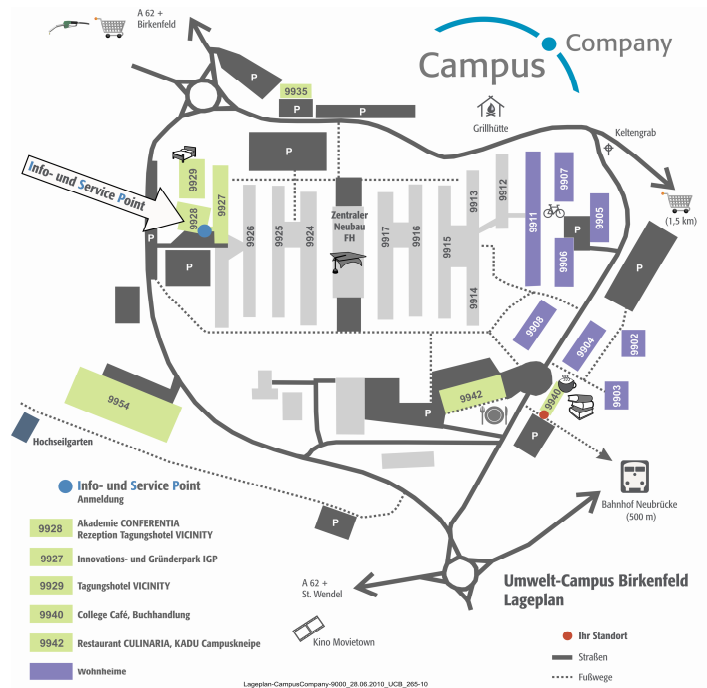 A 62 +
Birkenfeld
Campus
Company
P
9935
P
P
Grillhütte
Keltengrab
(1,5 km)
Info- und Service Point
P
9929
9928
9927
9926
9925
9924
Zentraler
Neubau
FH
9917
9916
9915
9913
9914
9912
9911
9907
9905
9906
P
P
P
P
9908
9904
9902
9903
9954
9942
9940
P
P
P
Hochseilgarten
Bahnhof Neubrücke
(500 m)
Info- und Service Point
Anmeldung
9928 Akademie CONFERENTIA
Rezeption Tagungshotel VICINITY
9927 Innovations- und Gründerpark IGP
9929 Tagungshotel VICINITY
9940 College Café, Buchhandlung
9942 Restaurant CULINARIA, KADU Campuskneipe
Wohnheime
A 62 +
St. Wendel
Kino Movietown
Umwelt-Campus Birkenfeld
Lageplan
Ihr Standort
Straßen
Fußwege
Lageplan-CampusCompany-9000_28.06.2010_UCB_265-10